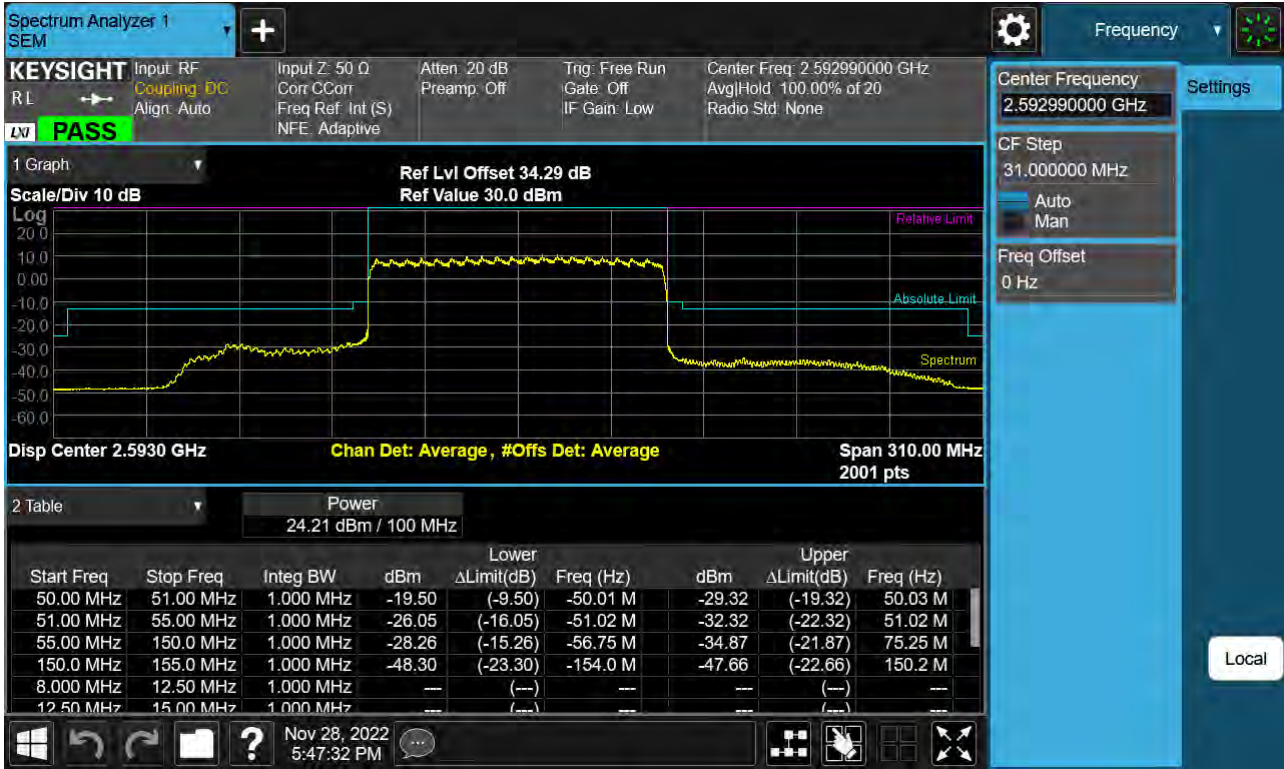 Spectrum Analyzer 1
SEM
Frequency
KEYSIGHT
R L
LXI
PASS
Input: RF
Coupling: DC
Align: Auto
Input Z: 50 Ω
Corr CCorr
Freq Ref: Int (S)
NFE: Adaptive
Atten: 20 dB
Preamp: Off
Trig: Free Run
Gate: Off
IF Gain: Low
Center Freq: 2.592990000 GHz
Avg|Hold: 100.00% of 20
Radio Std: None
1 Graph
Scale/Div 10 dB
Ref Lvl Offset 34.29 dB
Ref Value 30.0 dBm
Log
20.0
10.0
0.00
-10.0
-20.0
-30.0
-40.0
-50.0
-60.0
Relative Limit
Absolute Limit
Spectrum
Disp Center 2.5930 GHz
Chan Det: Average, #Offs Det: Average
Span 310.00 MHz
2001 pts
2 Table
Power
24.21 dBm / 100 MHz
Lower Upper
Start Freq Stop Freq Integ BW dBm ΔLimit(dB) Freq (Hz) dBm ΔLimit(dB) Freq (Hz)
50.00 MHz 51.00 MHz 1.000 MHz -19.50 (-9.50) -50.01 M -29.32 (-19.32) 50.03 M
51.00 MHz 55.00 MHz 1.000 MHz -26.05 (-16.05) -51.02 M -32.32 (-22.32) 51.02 M
55.00 MHz 150.0 MHz 1.000 MHz -28.26 (-15.26) -56.75 M -34.87 (-21.87) 75.25 M
150.0 MHz 155.0 MHz 1.000 MHz -48.30 (-23.30) -154.0 M -47.66 (-22.66) 150.2 M
8.000 MHz 12.50 MHz 1.000 MHz --- (---) --- --- (---) ---
12.50 MHz 15.00 MHz 1.000 MHz --- (---) --- --- (---) ---
Nov 28, 2022
5:47:32 PM
Center Frequency
2.592990000 GHz
Settings
CF Step
31.000000 MHz
Auto
Man
Freq Offset
0 Hz
Local